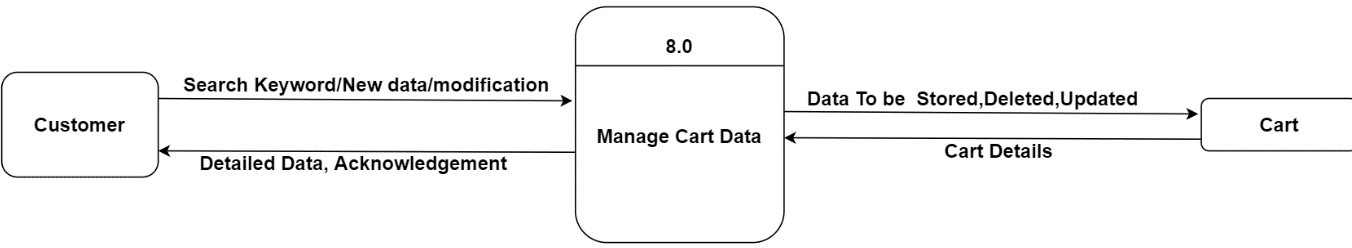 8.0
Search Keyword/New data/modification
Data To be Stored,Deleted,Updated
Customer
Manage Cart Data
Cart
Detailed Data, Acknowledgement
Cart Details